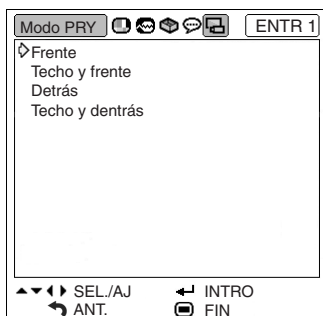 Modo PRY ENTR 1
Frente
Techo y frente
Detrás
Techo y dentrás
SEL./AJ INTRO
ANT. FIN